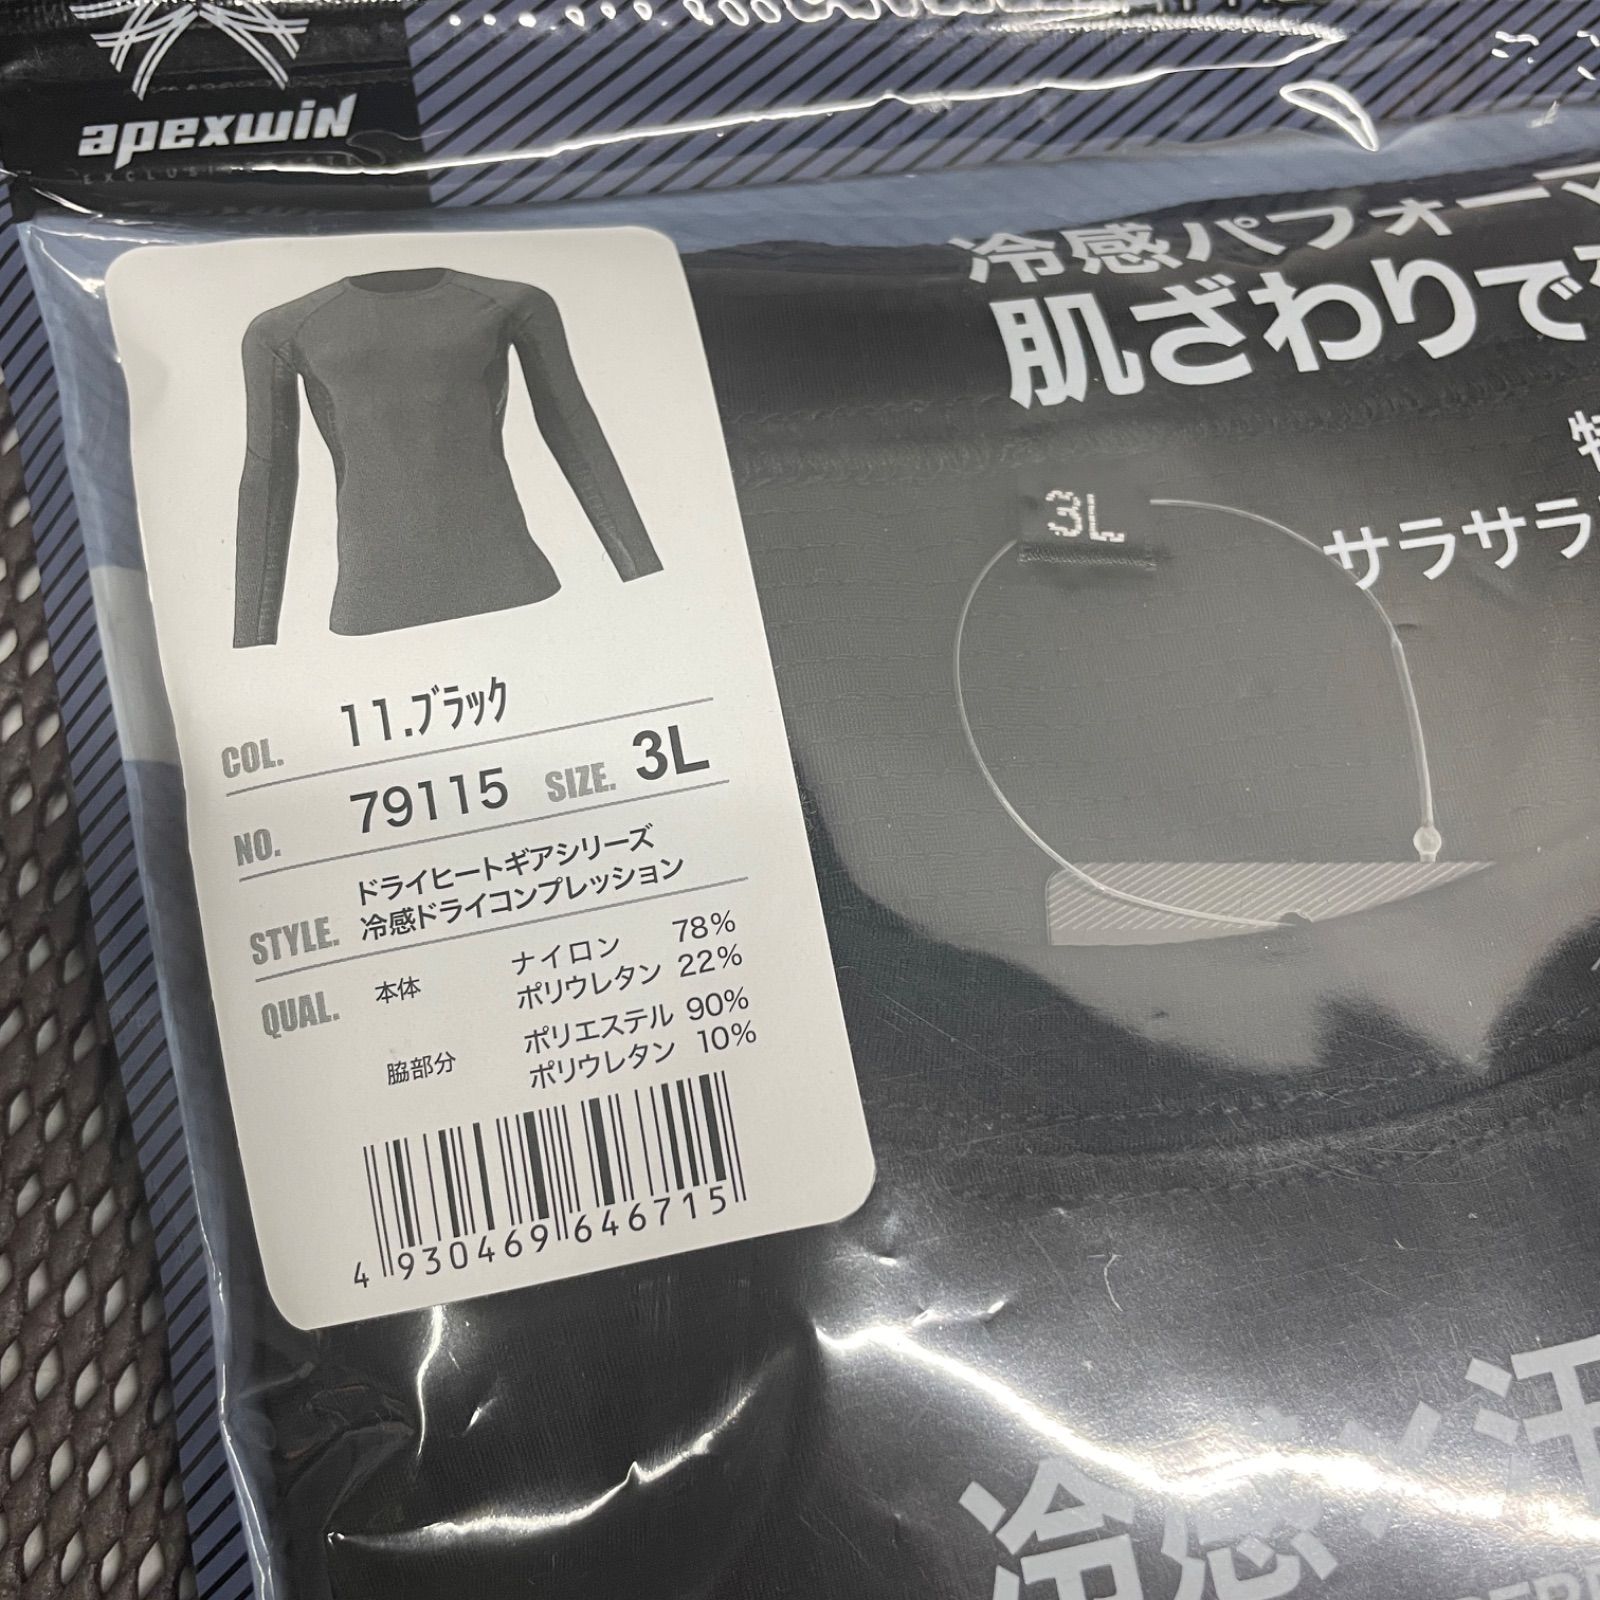 apexwin
冷感パフォー
肌ざわりで
サラサラ
3L
11.ブラック
COL.
NO. 79115 SIZE. 3L
STYLE. ドライヒートギアシリーズ
冷感ドライコンプレッション
QUAL. 本体 ナイロン 78%
ポリウレタン 22%
脇部分 ポリエステル 90%
ポリウレタン 10%
4 930469 646715
冷感